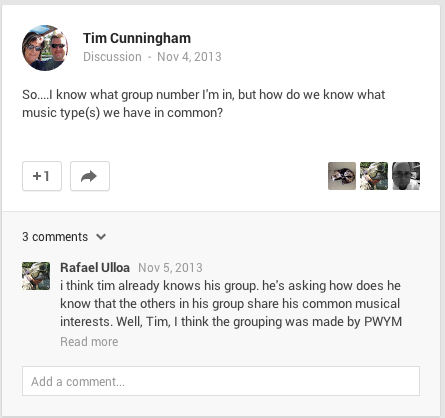 Tim Cunningham
Discussion - Nov 4, 2013
So....I know what group number I'm in, but how do we know what
music type(s) we have in common?
+1
3 comments
Rafael Ulloa Nov 5, 2013
i think tim already knows his group. he's asking how does he
know that the others in his group share his common musical
interests. Well, Tim, I think the grouping was made by PWYM
Read more
Add a comment...